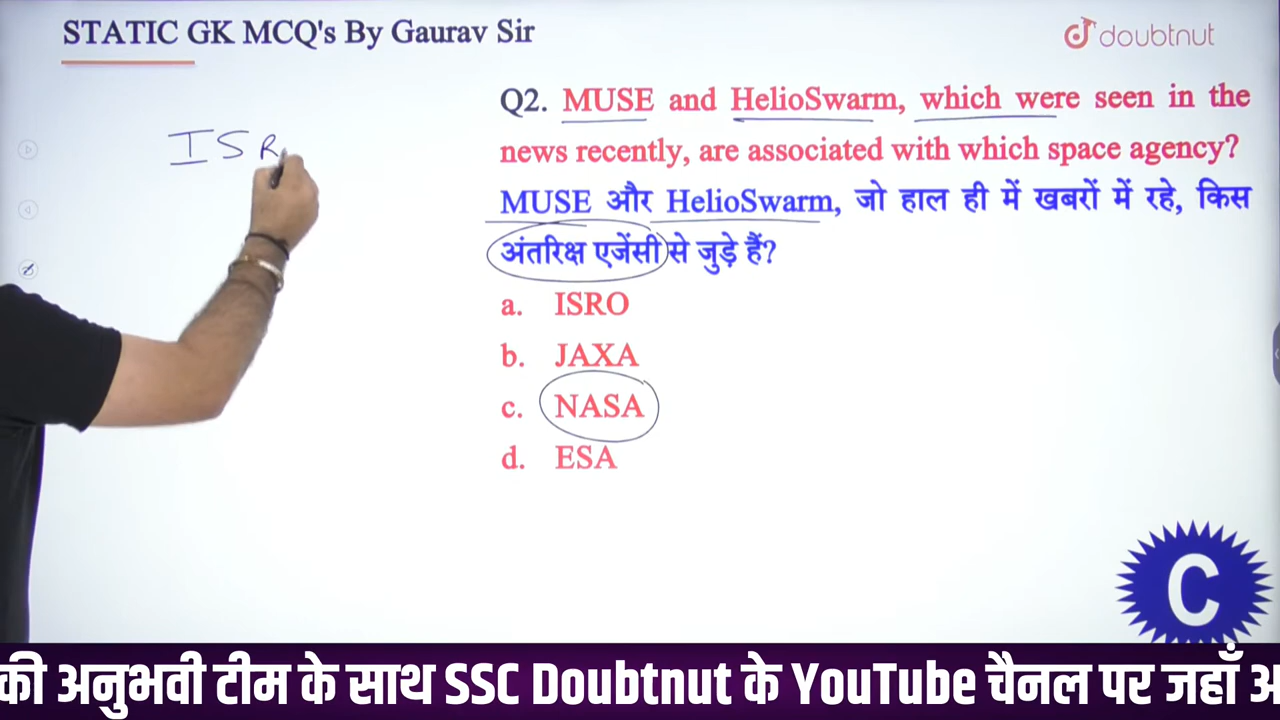 STATIC GK MCQ's By Gaurav Sir
doubtnut
ISR
Q2. MUSE and HelioSwarm, which were seen in the
news recently, are associated with which space agency?
MUSE और HelioSwarm, जो हाल ही में खबरों में रहे, किस
अंतरिक्ष एजेंसी से जुड़े हैं?
a. ISRO
b. JAXA
c. NASA
d. ESA
C
की अनुभवी टीम के साथ SSC Doubtnut के YouTube चैनल पर जहाँ